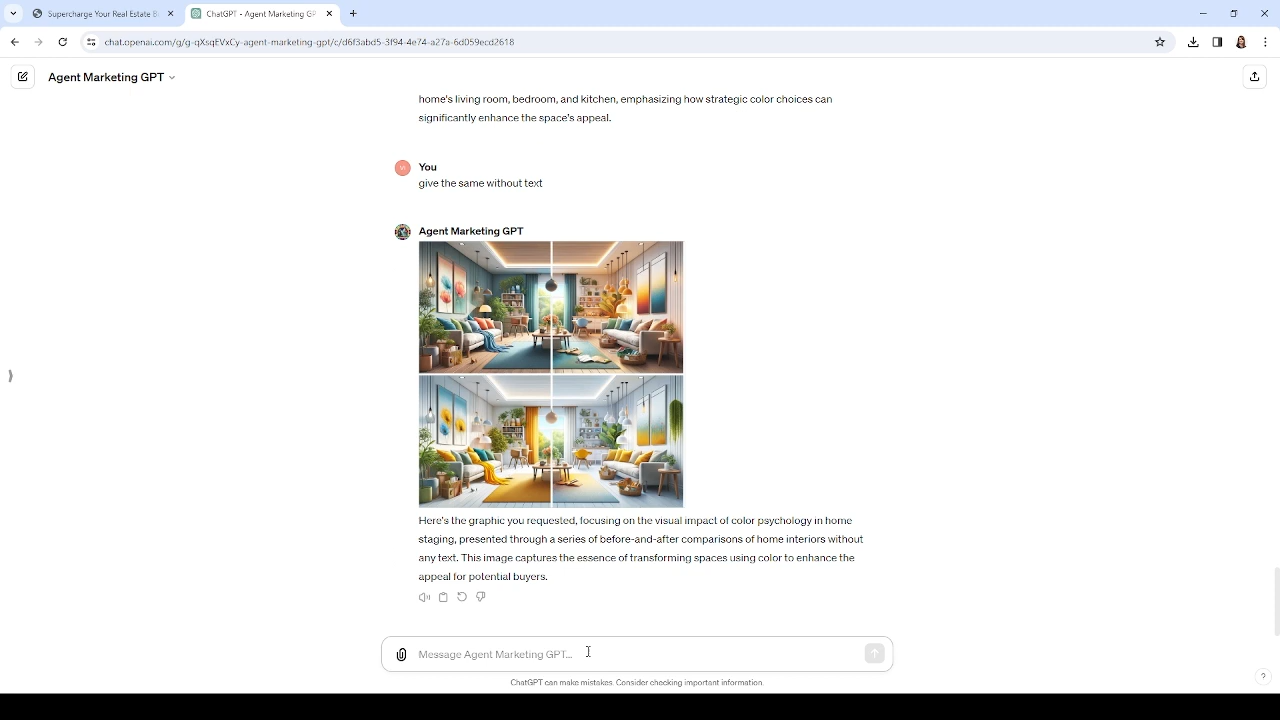 Supercharge Your Real Estate B
ChatGPT - Agent Marketing GP
chat.openai.com/g/g-qXsqEVxCy-agent-marketing-gpt/c/d6f3abd5-3f94-4e74-a27a-6d059ecd2618
Agent Marketing GPT
home's living room, bedroom, and kitchen, emphasizing how strategic color choices can
significantly enhance the space's appeal.
You
give the same without text
Agent Marketing GPT
Here's the graphic you requested, focusing on the visual impact of color psychology in home
staging, presented through a series of before-and-after comparisons of home interiors without
any text. This image captures the essence of transforming spaces using color to enhance the
appeal for potential buyers.
Message Agent Marketing GPT...
ChatGPT can make mistakes. Consider checking important information.
?